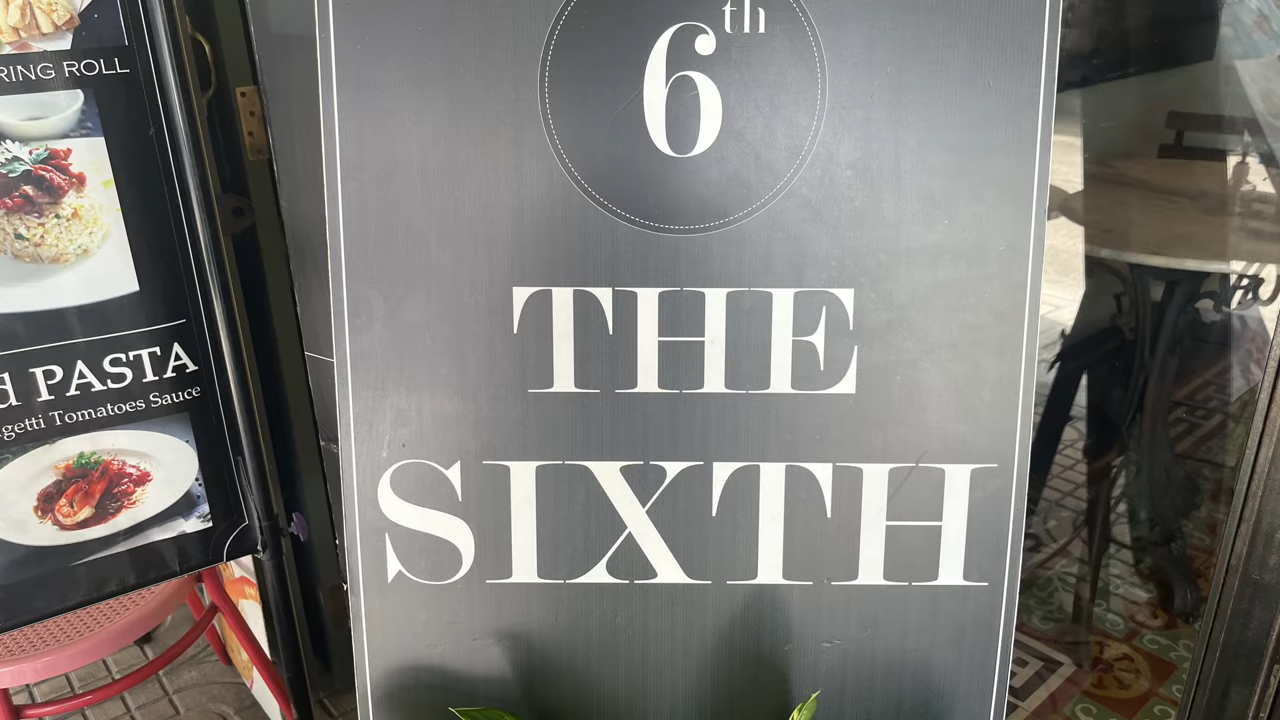 RING ROLL
d PASTA
getti Tomatoes Sauce
6th
THE
SIXTH